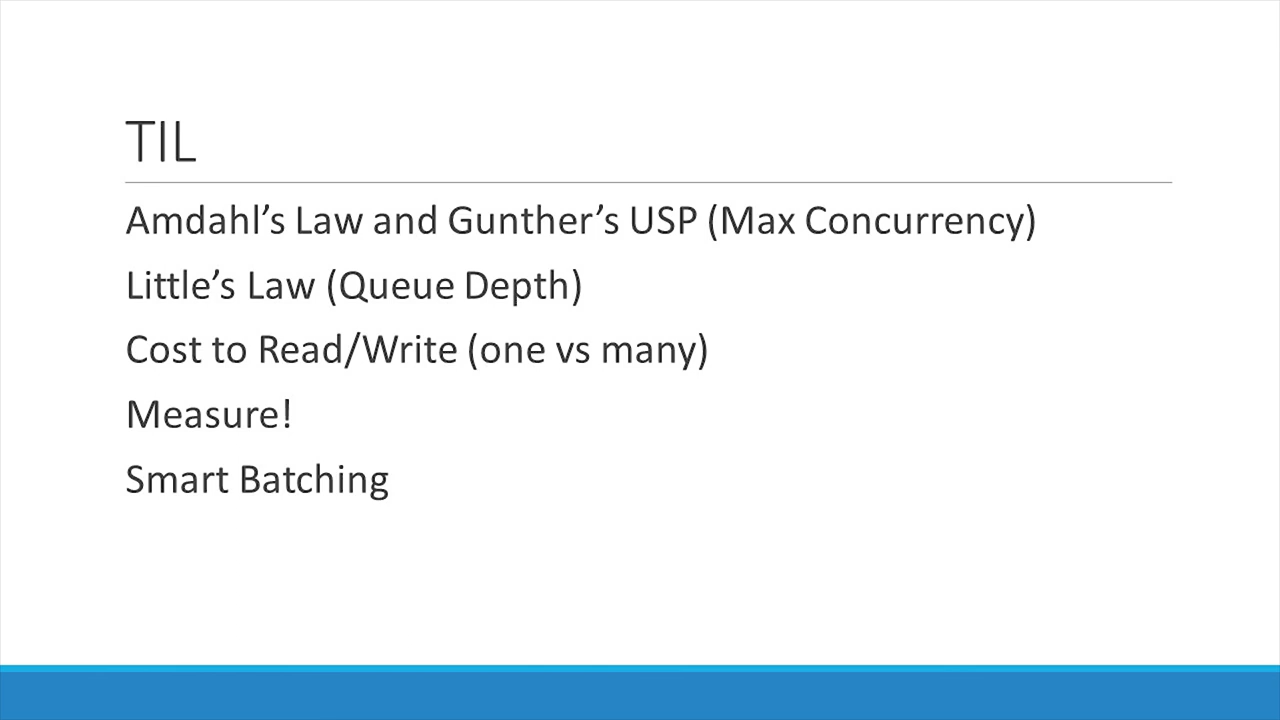 TIL
Amdahl’s Law and Gunther’s USP (Max Concurrency)
Little’s Law (Queue Depth)
Cost to Read/Write (one vs many)
Measure!
Smart Batching